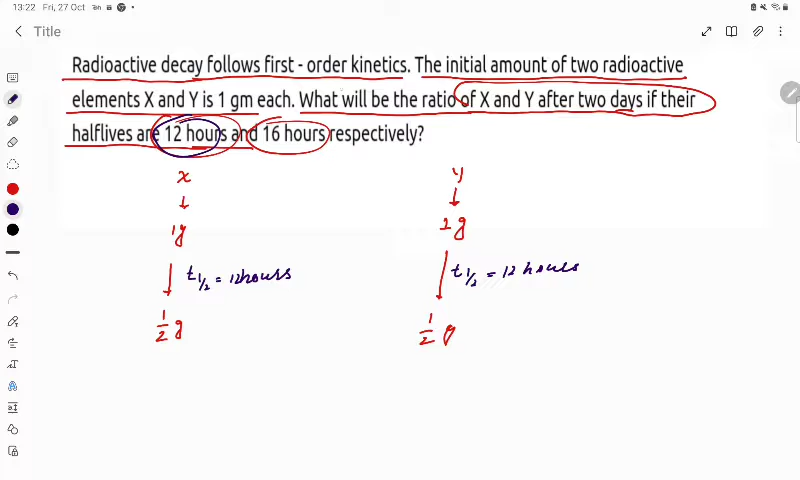 13:22 Fri, 27 Oct
Title
Radioactive decay follows first - order kinetics. The initial amount of two radioactive
elements X and Y is 1 gm each. What will be the ratio of X and Y after two days if their
halflives are 12 hours and 16 hours respectively?
x y
1g 1g
t1/2 = 12hours t1/2 = 12 hours
1/2 g 1/2 g